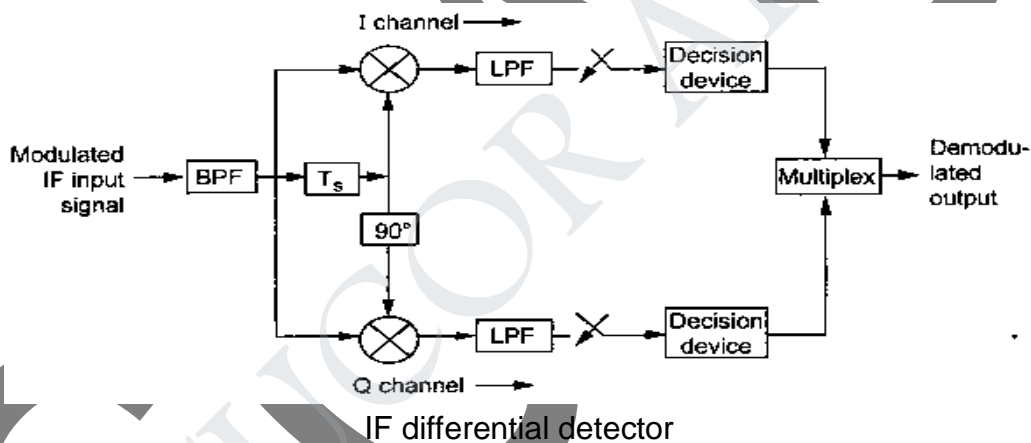 I channel
LPF
Decision
device
Modulated
IF input
signal
BPF
Ts
90°
Multiplex
Demodu-
lated
output
LPF
Decision
device
Q channel
IF differential detector